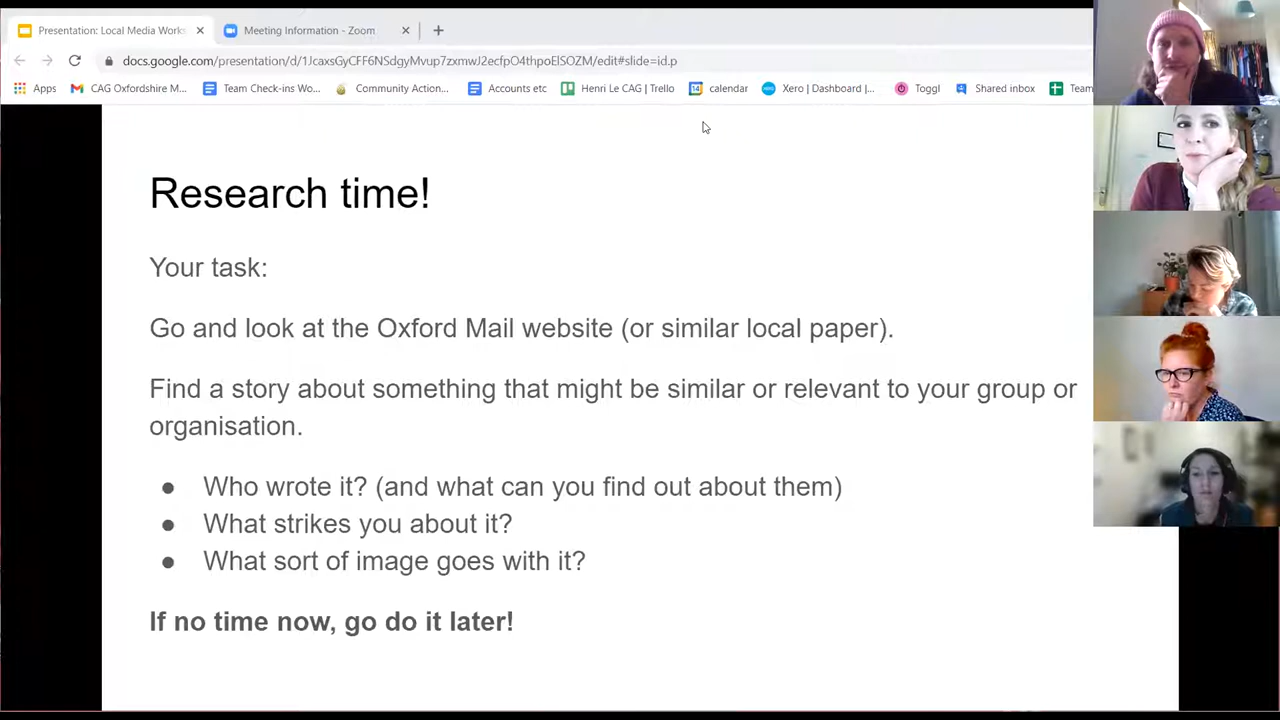 Presentation: Local Media Works
Meeting Information - Zoom
docs.google.com/presentation/d/1JcaxsGyCFF6NSdgyMvup7zxmwJ2ecfpO4thpoElSOZM/edit#slide=id.p
Apps CAG Oxfordshire M... Team Check-ins Wo... Community Action... Accounts etc Henri Le CAG | Trello 14 calendar Xero | Dashboard |... Toggl Shared inbox Team
Research time!
Your task:
Go and look at the Oxford Mail website (or similar local paper).
Find a story about something that might be similar or relevant to your group or
organisation.
● Who wrote it? (and what can you find out about them)
● What strikes you about it?
● What sort of image goes with it?
If no time now, go do it later!